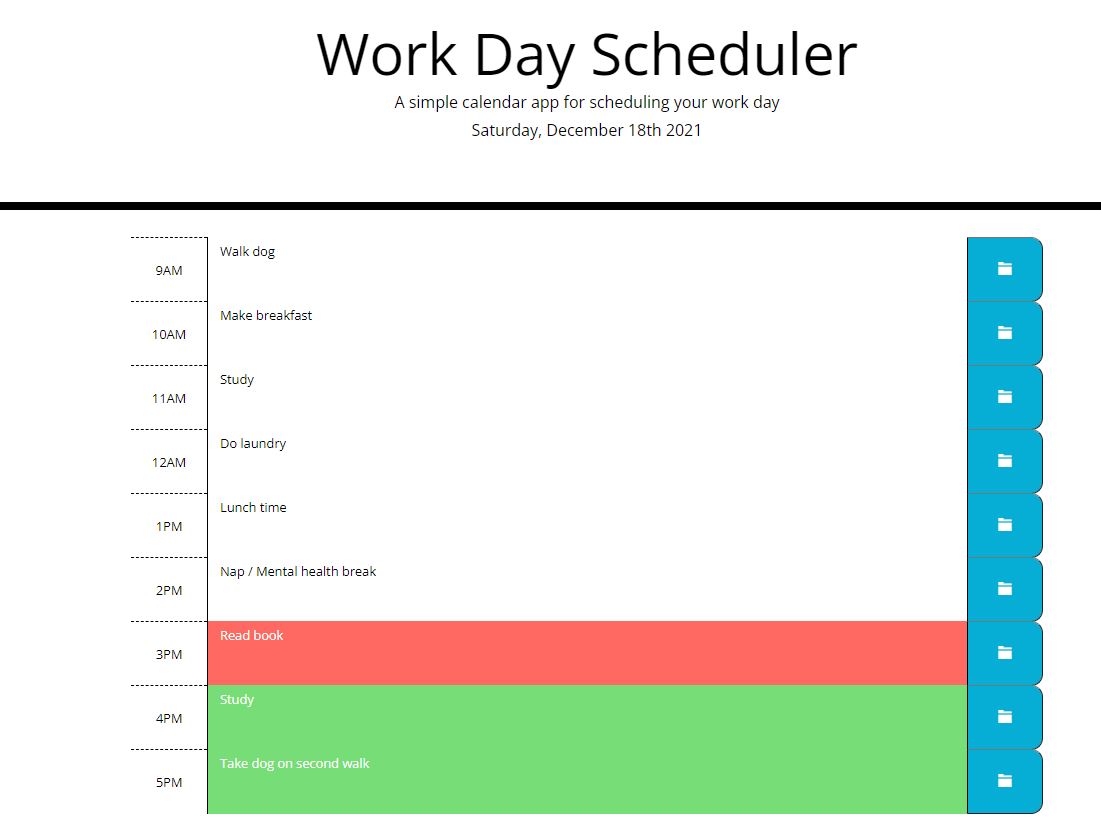 Work Day Scheduler
A simple calendar app for scheduling your work day
Saturday, December 18th 2021
9AM
Walk dog
10AM
Make breakfast
11AM
Study
12AM
Do laundry
1PM
Lunch time
2PM
Nap / Mental health break
3PM
Read book
4PM
Study
5PM
Take dog on second walk